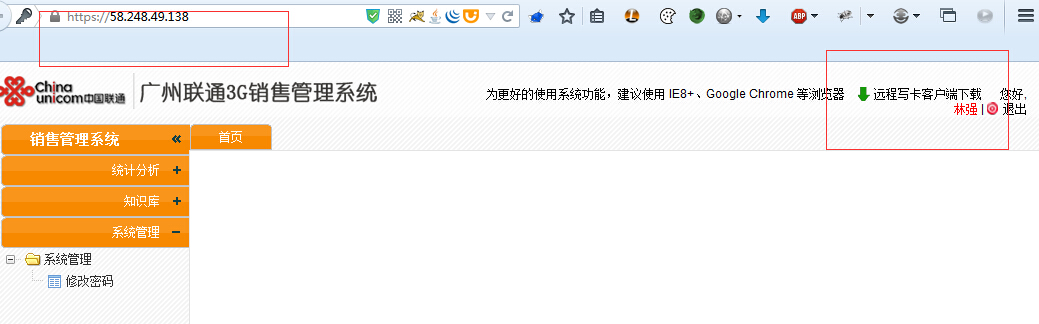 https://58.248.49.138
ABP
China
unicom中国联通
广州联通3G销售管理系统
为更好的使用系统功能，建议使用 IE8+、Google Chrome 等浏览器 远程写卡客户端下载 您好,
林强 | 退出
销售管理系统 «
首页
统计分析 +
知识库 +
系统管理 −
系统管理
修改密码